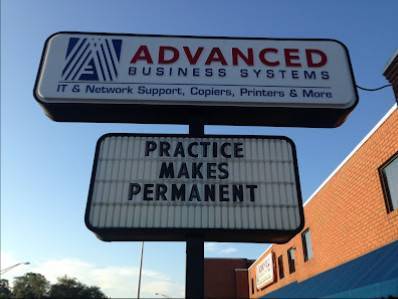 ADVANCED
BUSINESS SYSTEMS
IT & Network Support, Copiers, Printers & More
PRACTICE
MAKES
PERMANENT